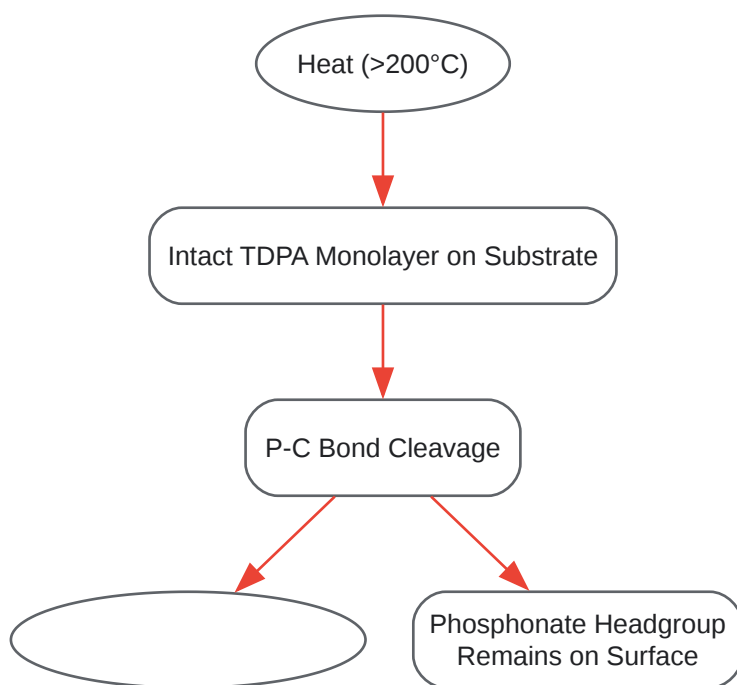 Heat (>200°C)
Intact TDPA Monolayer on Substrate
P-C Bond Cleavage
Phosphonate Headgroup
Remains on Surface